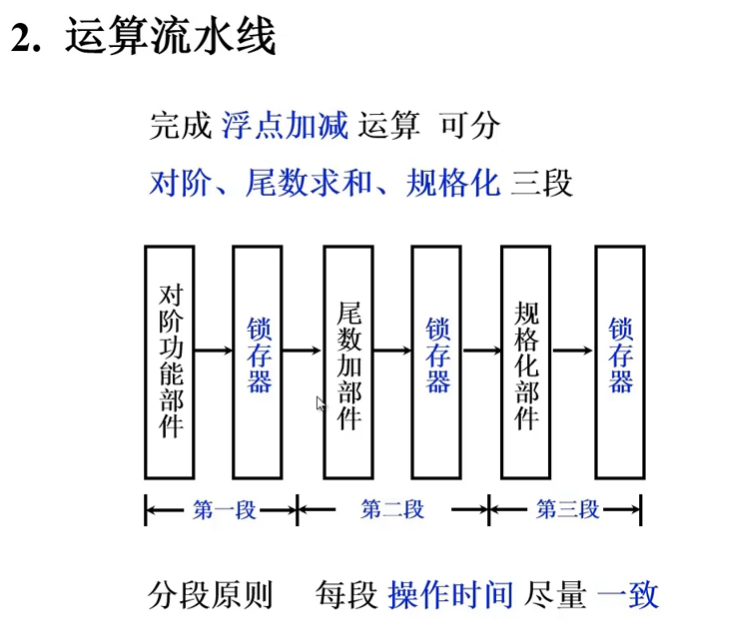 2. 运算流水线
完成 浮点加减 运算 可分
对阶、尾数求和、规格化 三段
对阶功能部件
锁存器
尾数加部件
锁存器
规格化部件
锁存器
第一段 第二段 第三段
分段原则 每段 操作时间 尽量 一致